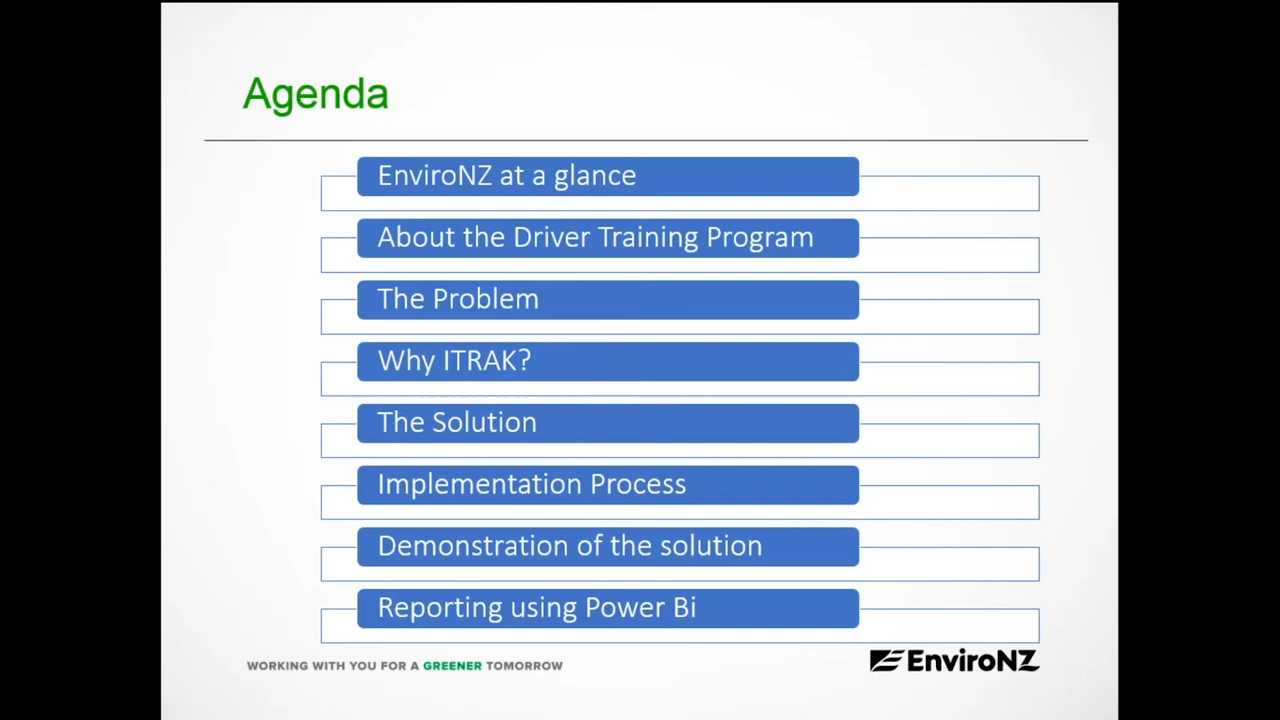 Agenda
EnviroNZ at a glance
About the Driver Training Program
The Problem
Why ITRAK?
The Solution
Implementation Process
Demonstration of the solution
Reporting using Power Bi
WORKING WITH YOU FOR A GREENER TOMORROW
EnviroNZ